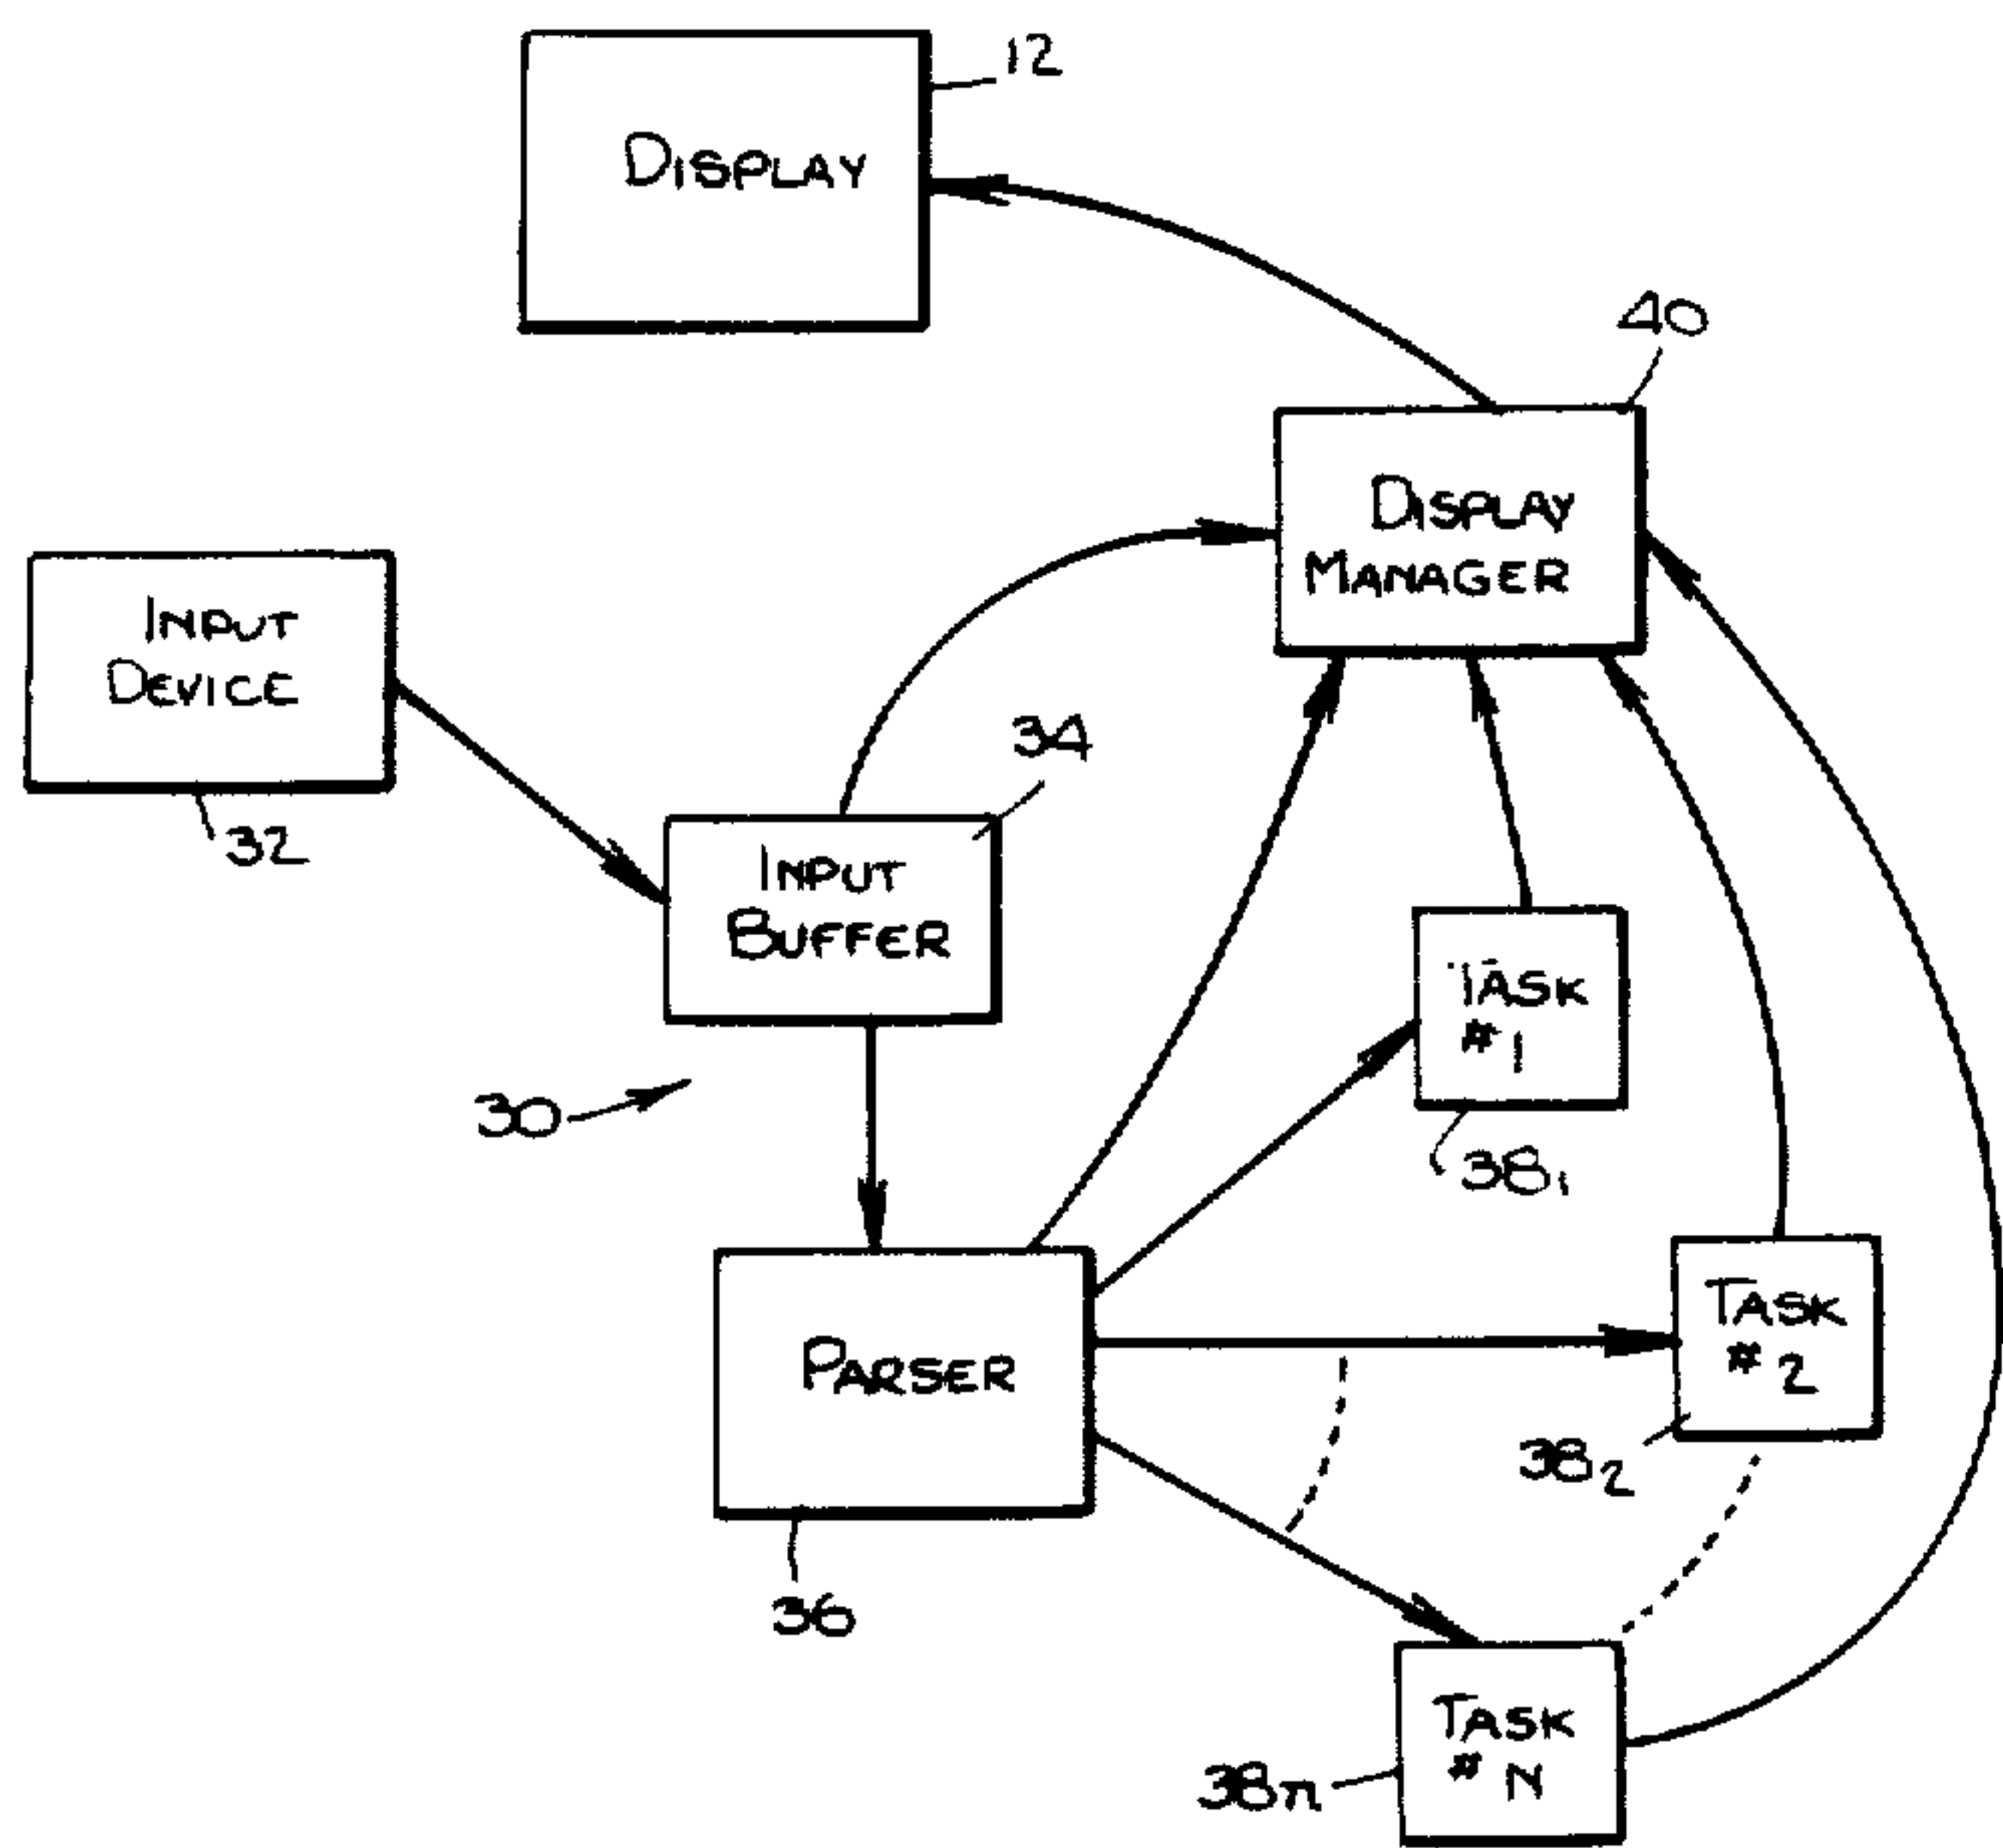 12
DISPLAY
40
DISPLAY
MANAGER
INPUT
DEVICE
32
34
INPUT
BUFFER
TASK
#1
30
38₁
PARSER
TASK
#2
38₂
36
TASK
#N
38n